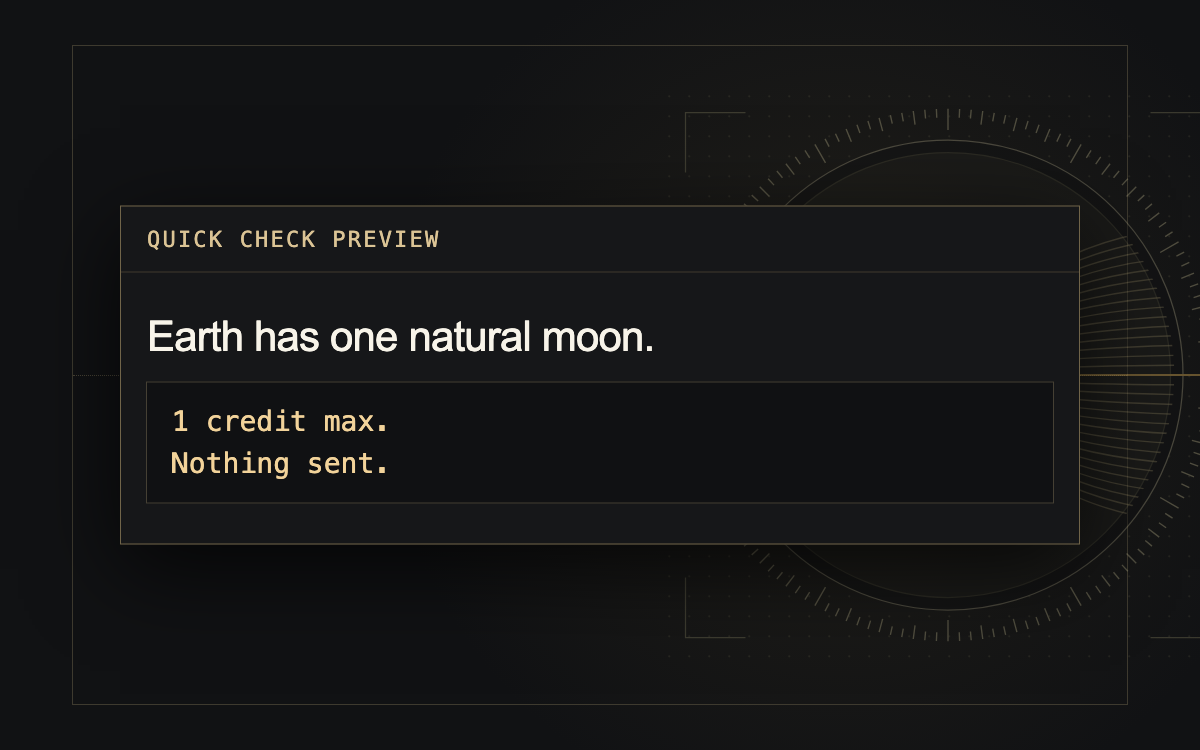 QUICK CHECK PREVIEW
Earth has one natural moon.
1 credit max.
Nothing sent.